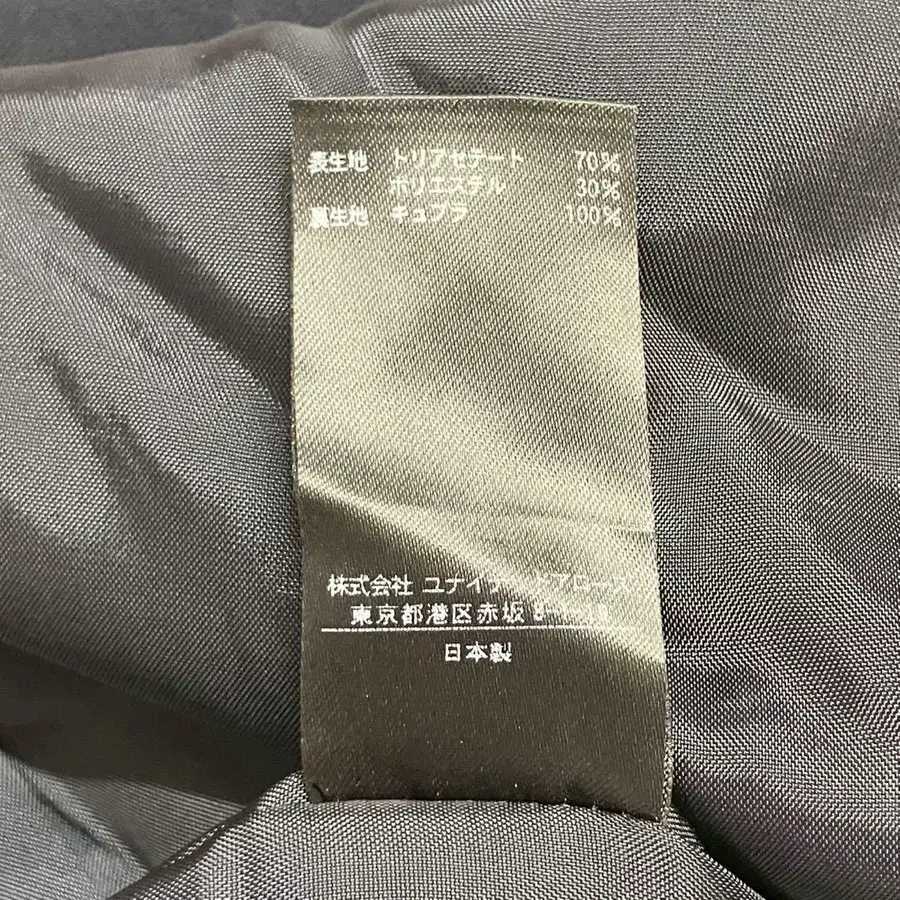 表生地 トリアセテート 70%
ポリエステル 30%
裏生地 キュプラ 100%
株式会社 ユナイテッドアローズ
東京都港区赤坂
日本製